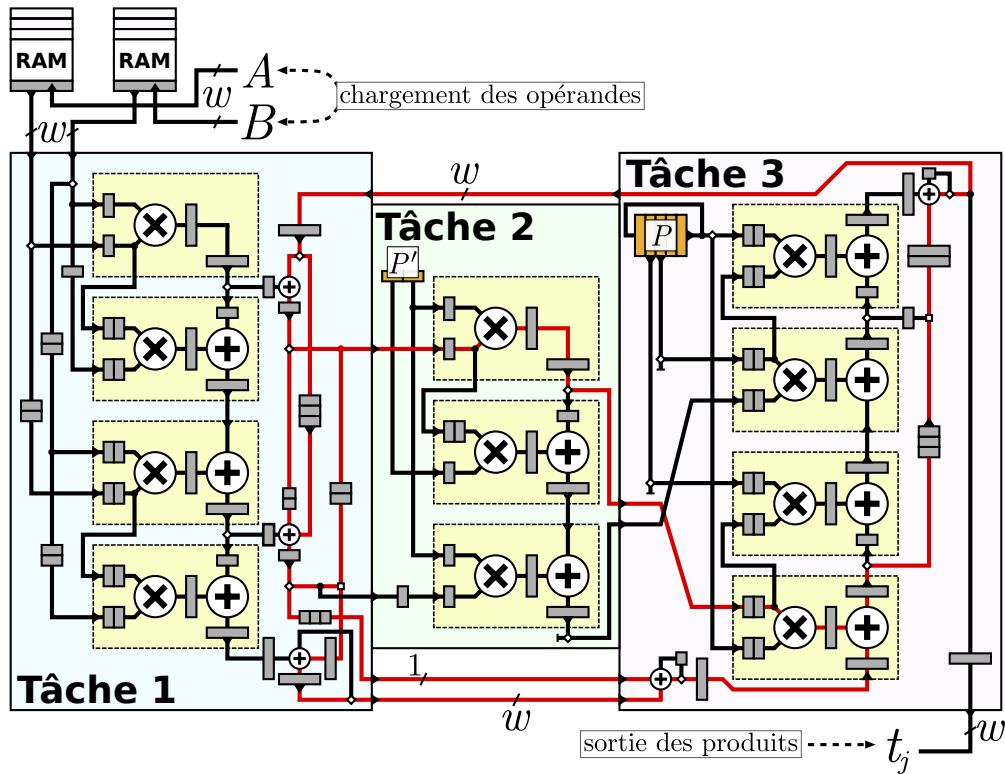 RAM
RAM
A
w
chargement des opérandes
B
w
w
Tâche 3
Tâche 2
P
P′
Tâche 1
1
w
sortie des produits
t_j
w